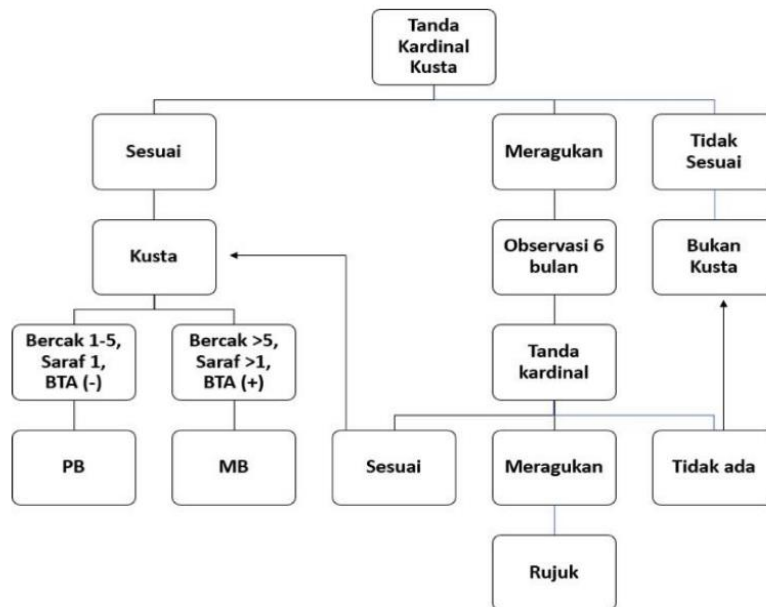 Tanda
Kardinal
Kusta
Sesuai
Meragukan
Tidak
Sesuai
Kusta
Observasi 6
bulan
Bukan
Kusta
Bercak 1-5,
Saraf 1,
BTA (-)
Bercak >5,
Saraf >1,
BTA (+)
Tanda
kardinal
PB
MB
Sesuai
Meragukan
Tidak ada
Rujuk